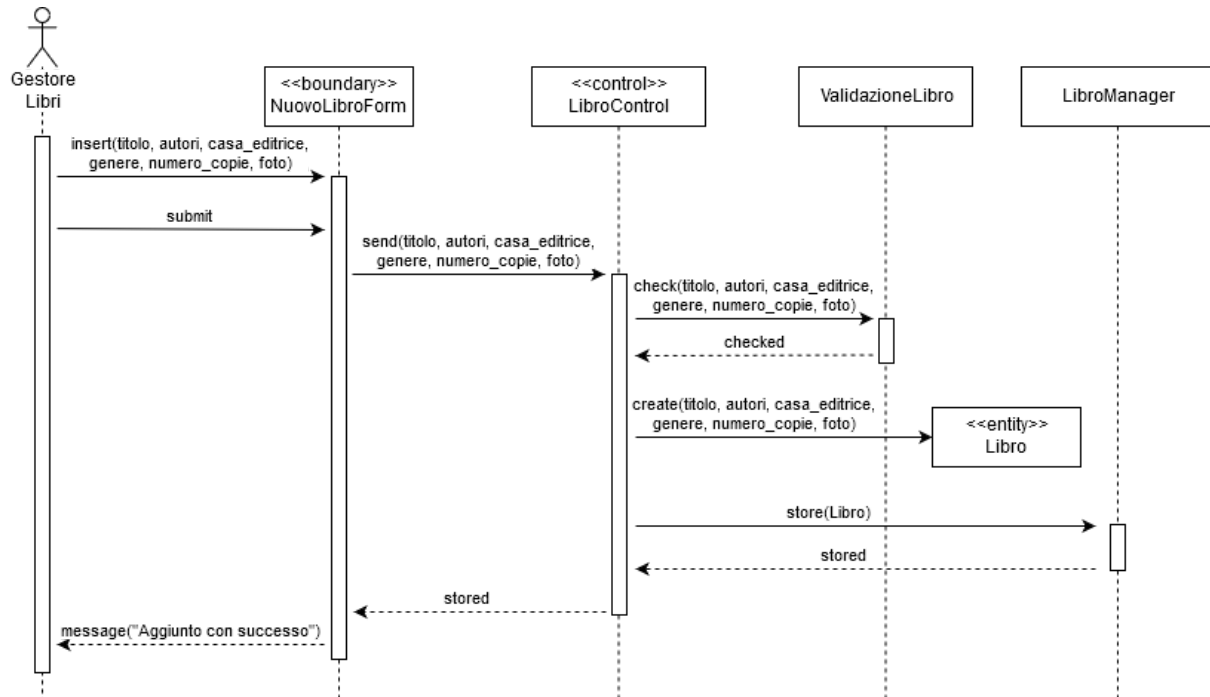 Gestore
Libri
<<boundary>>
NuovoLibroForm
<<control>>
LibroControl
ValidazioneLibro
LibroManager
insert(titolo, autori, casa_editrice,
genere, numero_copie, foto)
submit
send(titolo, autori, casa_editrice,
genere, numero_copie, foto)
check(titolo, autori, casa_editrice,
genere, numero_copie, foto)
checked
create(titolo, autori, casa_editrice,
genere, numero_copie, foto)
<<entity>>
Libro
store(Libro)
stored
stored
message("Aggiunto con successo")